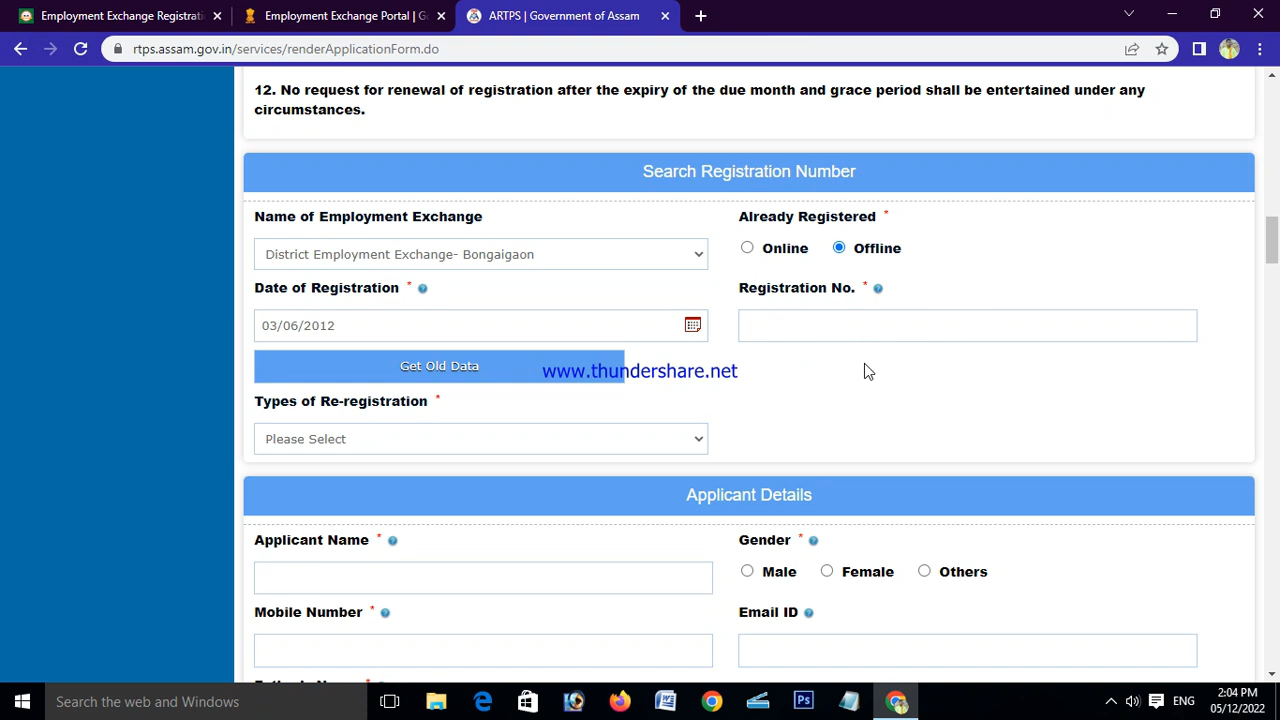 Employment Exchange Registrati
Employment Exchange Portal | Go
ARTPS | Government of Assam
rtps.assam.gov.in/services/renderApplicationForm.do
12. No request for renewal of registration after the expiry of the due month and grace period shall be entertained under any
circumstances.
Search Registration Number
Name of Employment Exchange
Already Registered *
District Employment Exchange- Bongaigaon
Online
Offline
Date of Registration *
Registration No. *
03/06/2012
Get Old Data
www.thundershare.net
Types of Re-registration *
Please Select
Applicant Details
Applicant Name *
Gender *
Male
Female
Others
Mobile Number *
Email ID
Search the web and Windows
ENG
2:04 PM
05/12/2022